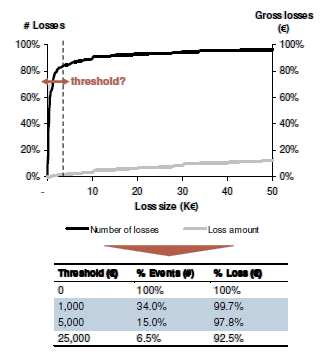 # Losses
Gross losses
(€)
100%
80%
60%
40%
20%
0%
100%
80%
60%
40%
20%
0%
threshold?
- 10 20 30 40 50
Loss size (K€)
Number of losses Loss amount
Threshold (€) % Events (#) % Loss (€)
0 100% 100%
1,000 34.0% 99.7%
5,000 15.0% 97.8%
25,000 6.5% 92.5%